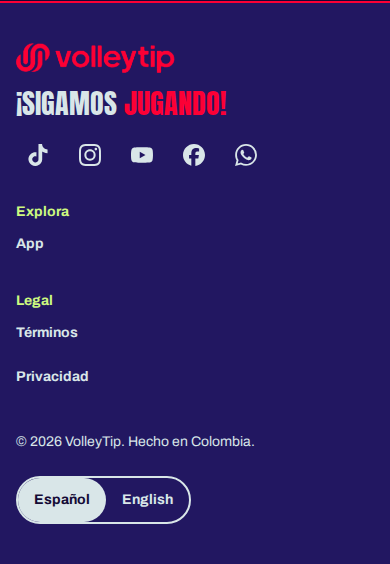 volleytip
¡SIGAMOS JUGANDO!
Explora
App
Legal
Términos
Privacidad
© 2026 VolleyTip. Hecho en Colombia.
Español English